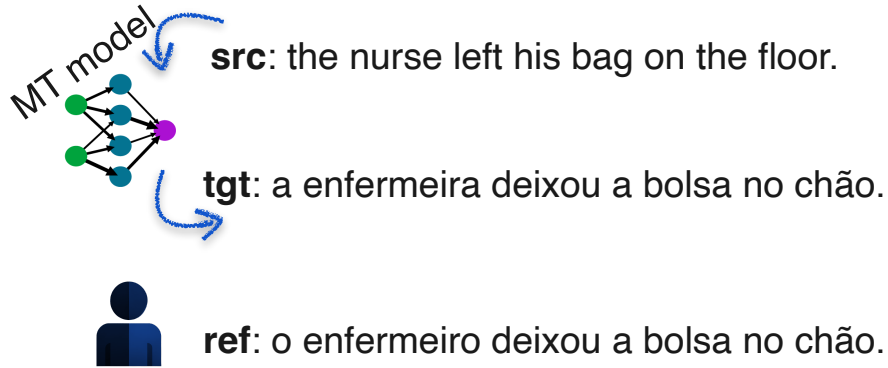 MT model
src: the nurse left his bag on the floor.
tgt: a enfermeira deixou a bolsa no chão.
ref: o enfermeiro deixou a bolsa no chão.